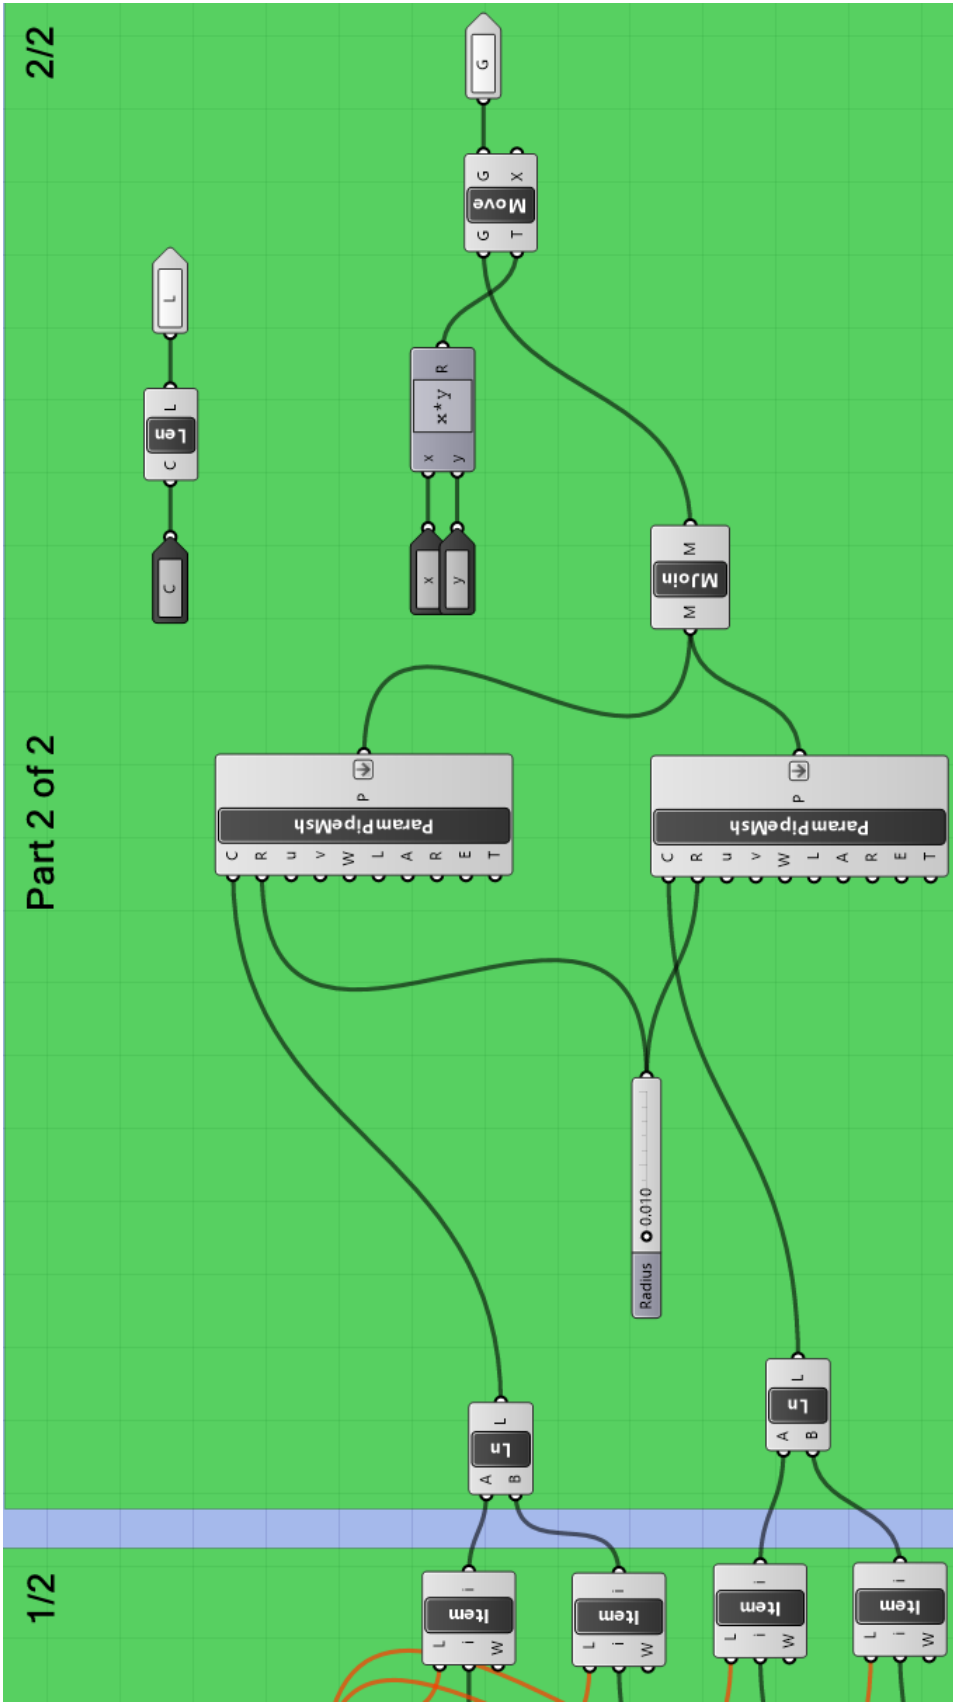 1/2
Part 2 of 2
2/2
C
C
Len
L
L
x
y
x
y
x*y
R
G
T
Move
G
X
G
C
R
u
v
W
L
A
R
E
T
ParamPipeMsh
P
M
MJoin
M
A
B
Ln
L
L
i
W
Item
i
L
i
W
Item
i
Radius
0.010
C
R
u
v
W
L
A
R
E
T
ParamPipeMsh
P
A
B
Ln
L
L
i
W
Item
i
L
i
W
Item
i